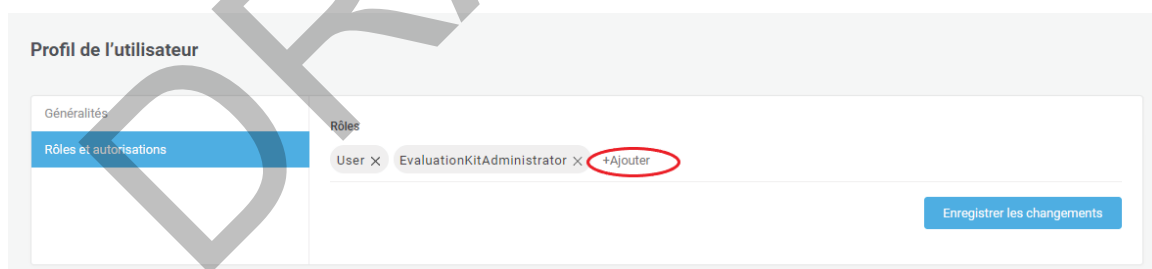 Profil de l’utilisateur
Généralités
Rôles et autorisations
Rôles
User × EvaluationKitAdministrator × +Ajouter
Enregistrer les changements